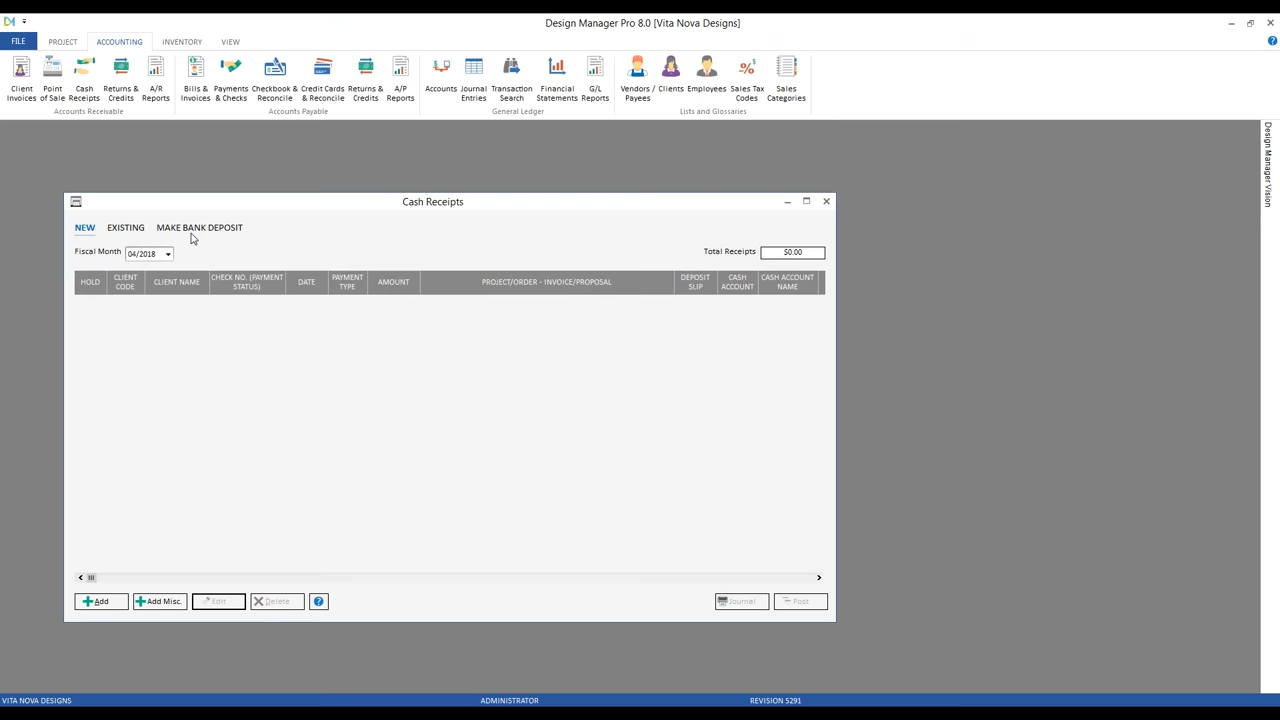 Design Manager Pro 8.0 [Vita Nova Designs]
FILE PROJECT ACCOUNTING INVENTORY VIEW
Client Invoices
Point of Sale
Cash Receipts
Returns & Credits
A/R Reports
Bills & Invoices
Payments & Checks
Checkbook & Reconcile
Credit Cards & Reconcile
Returns & Credits
A/P Reports
Accounts
Journal Entries
Transaction Search
Financial Statements
G/L Reports
Vendors / Payees
Clients
Employees
Sales Tax Codes
Sales Categories
Accounts Receivable Accounts Payable General Ledger Lists and Glossaries
Design Manager Vision
Cash Receipts
NEW EXISTING MAKE BANK DEPOSIT
Fiscal Month 04/2018 Total Receipts $0.00
HOLD
CLIENT CODE
CLIENT NAME
CHECK NO. (PAYMENT STATUS)
DATE
PAYMENT TYPE
AMOUNT
PROJECT/ORDER - INVOICE/PROPOSAL
DEPOSIT SLIP
CASH ACCOUNT
CASH ACCOUNT NAME
Add Add Misc. Edit Delete ? Journal Post
VITA NOVA DESIGNS ADMINISTRATOR REVISION 5291